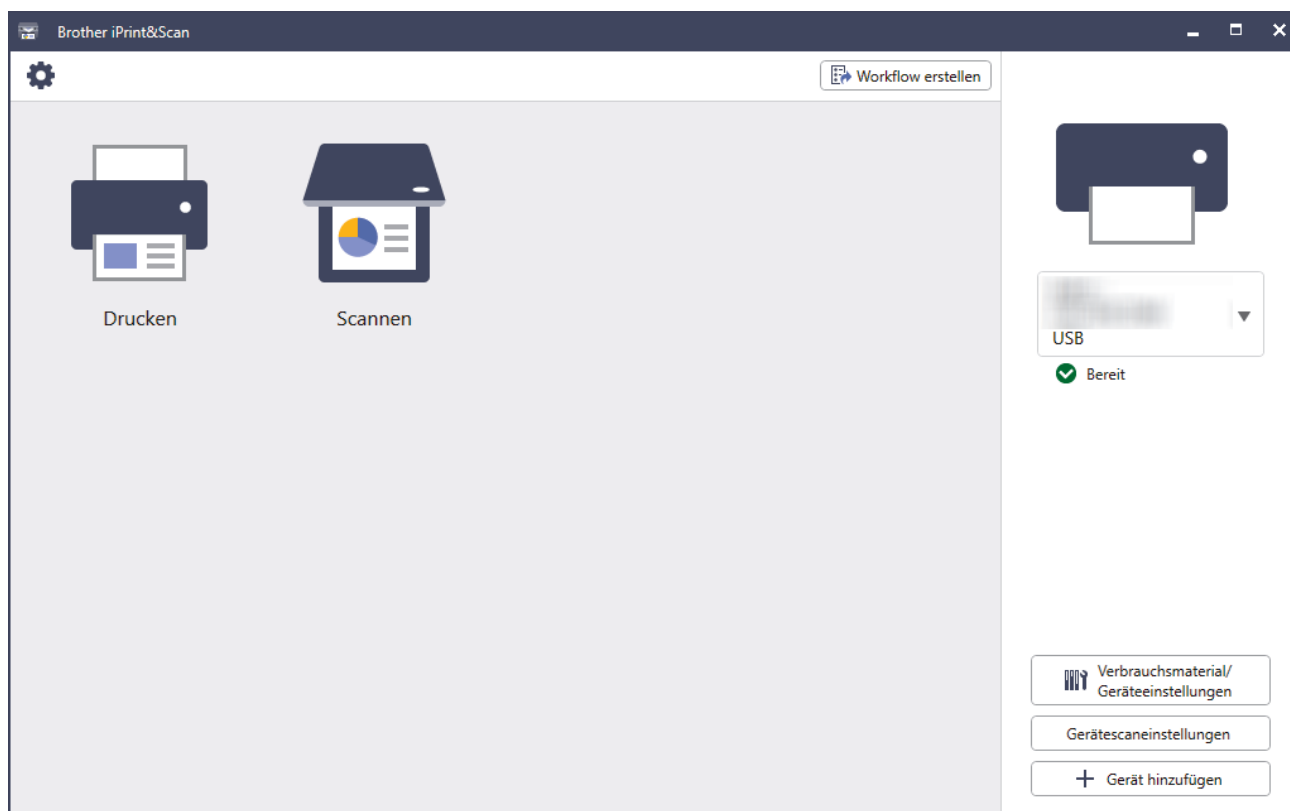 Brother iPrint&Scan
Workflow erstellen
Drucken
Scannen
USB
Bereit
Verbrauchsmaterial/
Geräteeinstellungen
Gerätescaneinstellungen
Gerät hinzufügen